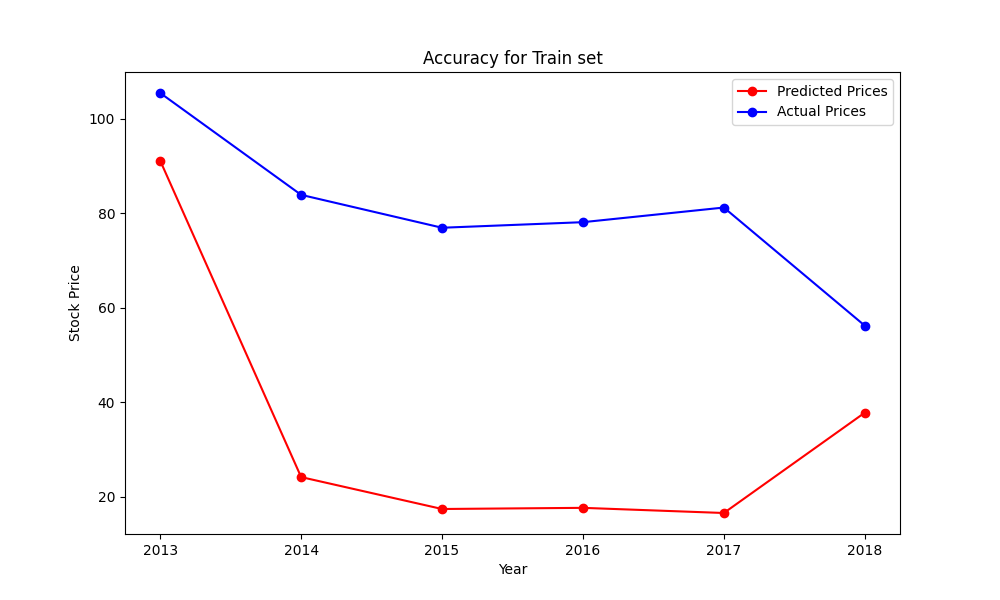 Accuracy for Train set
Predicted Prices
Actual Prices
100
80
60
40
20
Stock Price
2013 2014 2015 2016 2017 2018
Year